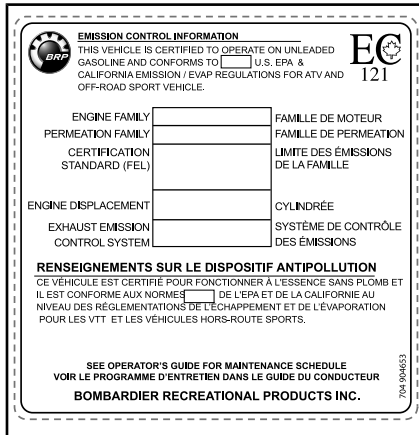 EMISSION CONTROL INFORMATION
THIS VEHICLE IS CERTIFIED TO OPERATE ON UNLEADED
GASOLINE AND CONFORMS TO U.S. EPA &
CALIFORNIA EMISSION / EVAP REGULATIONS FOR ATV AND
OFF-ROAD SPORT VEHICLE.
BRP
EC
121
ENGINE FAMILY FAMILLE DE MOTEUR
PERMEATION FAMILY FAMILLE DE PERMEATION
CERTIFICATION LIMITE DES ÉMISSIONS
STANDARD (FEL) DE LA FAMILLE
ENGINE DISPLACEMENT CYLINDRÉE
EXHAUST EMISSION SYSTÈME DE CONTRÔLE
CONTROL SYSTEM DES ÉMISSIONS
RENSEIGNEMENTS SUR LE DISPOSITIF ANTIPOLLUTION
CE VÉHICULE EST CERTIFIÉ POUR FONCTIONNER À L'ESSENCE SANS PLOMB ET
IL EST CONFORME AUX NORMES DE L'EPA ET DE LA CALIFORNIE AU
NIVEAU DES RÉGLEMENTATIONS DE L'ÉCHAPPEMENT ET DE L'ÉVAPORATION
POUR LES VTT ET LES VÉHICULES HORS-ROUTE SPORTS.
SEE OPERATOR'S GUIDE FOR MAINTENANCE SCHEDULE
VOIR LE PROGRAMME D'ENTRETIEN DANS LE GUIDE DU CONDUCTEUR
BOMBARDIER RECREATIONAL PRODUCTS INC.
704 904653